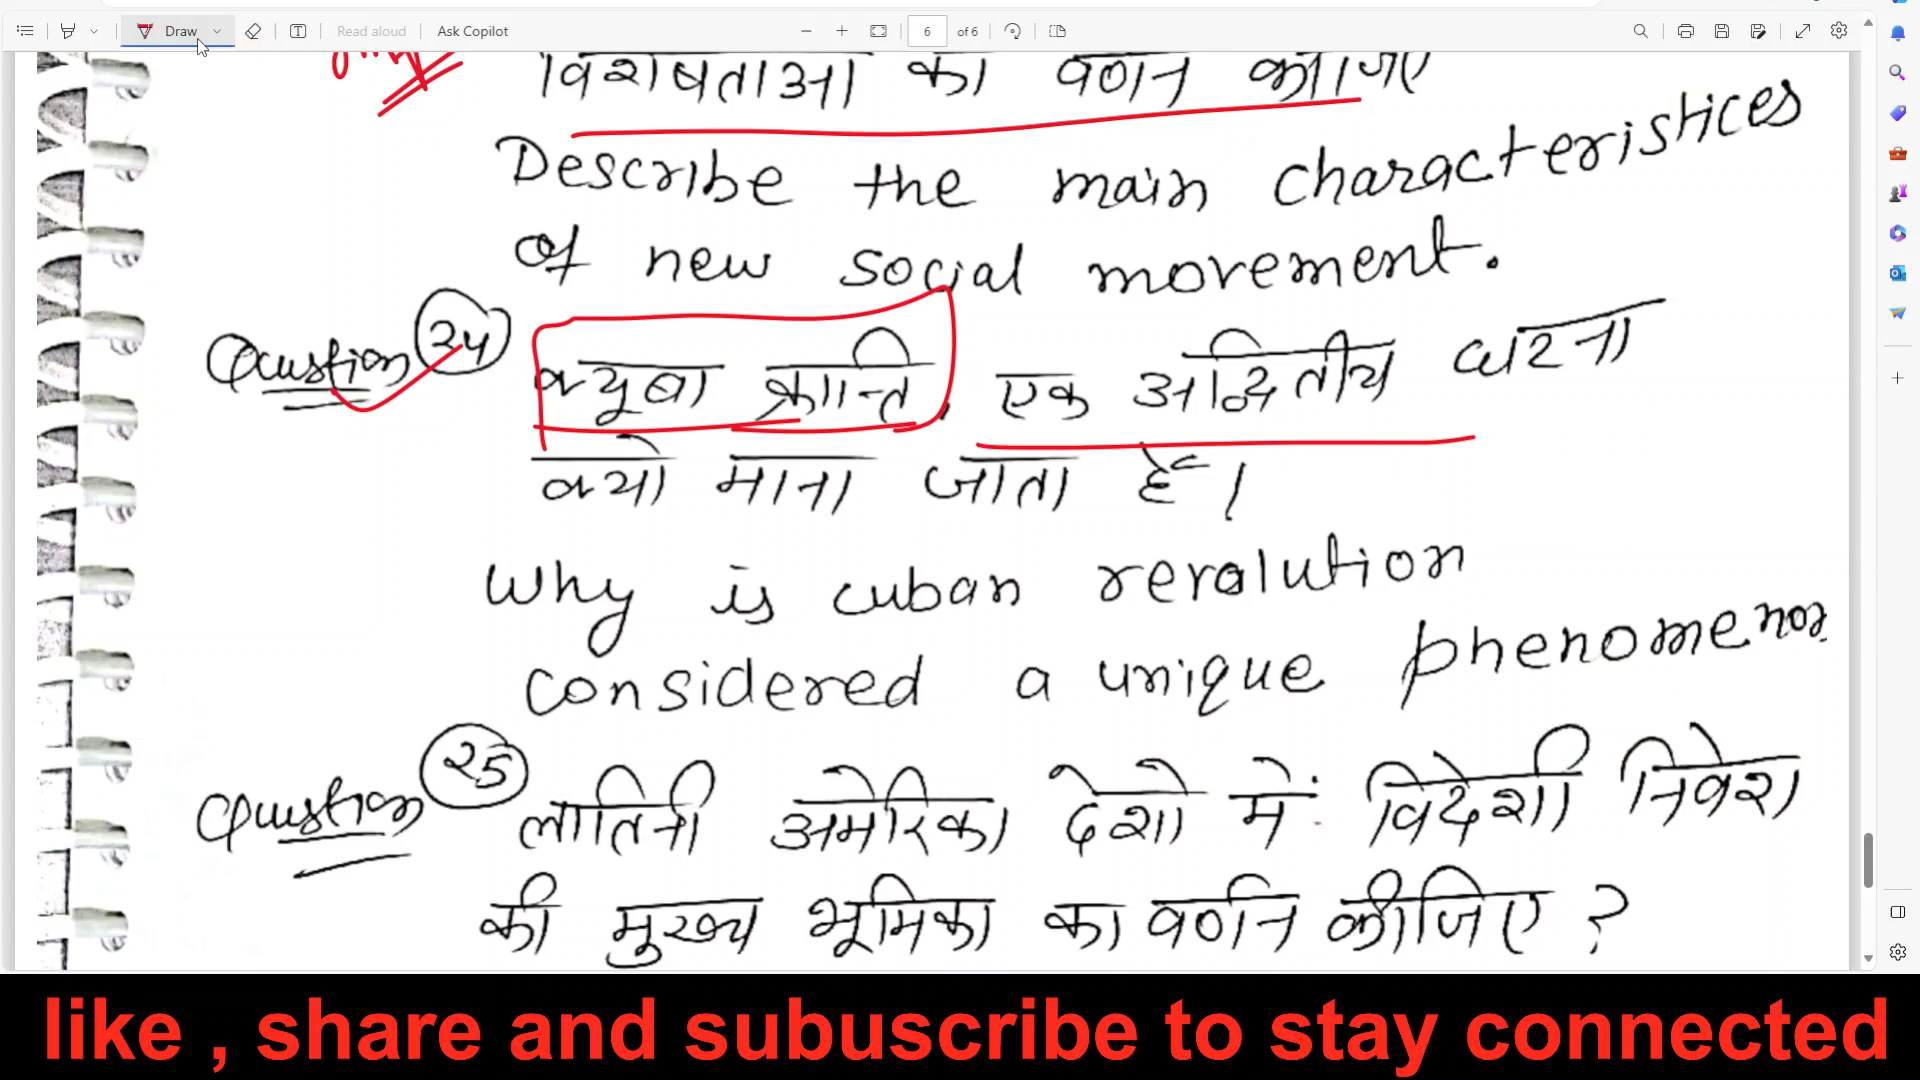 Draw
Read aloud
Ask Copilot
6
of 6
विशेषताओ का वर्णन कीजिए
Describe the main characteristices
of new social movement.
Question 24 क्यूबा क्रान्ति, एक अद्वितीय घटना
क्यो माना जाता है।
Why is cuban revolution
considered a unique phenomenon
Question 25 लातिनी अमेरिका देशो में विदेशी निवेश
की मुख्य भूमिका का वर्णन कीजिए ?
like , share and subuscribe to stay connected